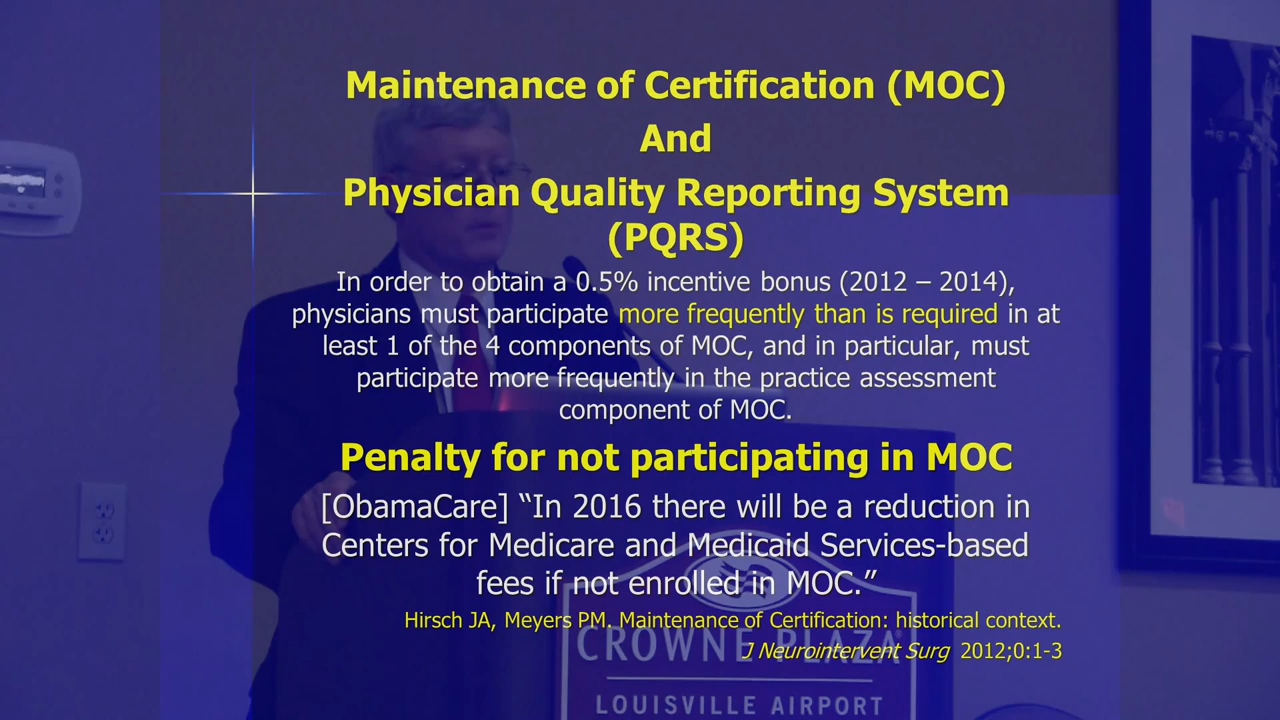 Maintenance of Certification (MOC)
And
Physician Quality Reporting System
(PQRS)
In order to obtain a 0.5% incentive bonus (2012 – 2014),
physicians must participate more frequently than is required in at
least 1 of the 4 components of MOC, and in particular, must
participate more frequently in the practice assessment
component of MOC.
Penalty for not participating in MOC
[ObamaCare] “In 2016 there will be a reduction in
Centers for Medicare and Medicaid Services-based
fees if not enrolled in MOC.”
Hirsch JA, Meyers PM. Maintenance of Certification: historical context.
J Neurointervent Surg 2012;0:1-3
CROWNE PLAZA®
LOUISVILLE AIRPORT